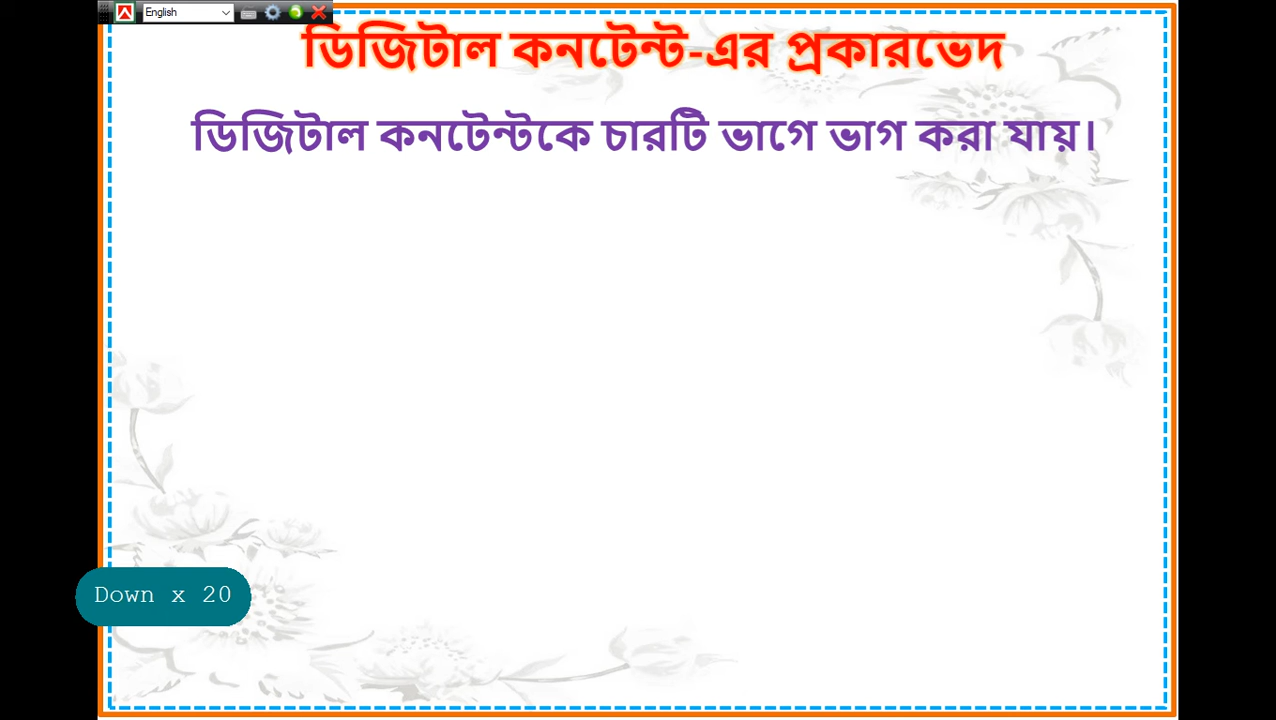 English
ডিজিটাল কনটেন্ট-এর প্রকারভেদ
ডিজিটাল কনটেন্টকে চারটি ভাগে ভাগ করা যায়।
Down x 20